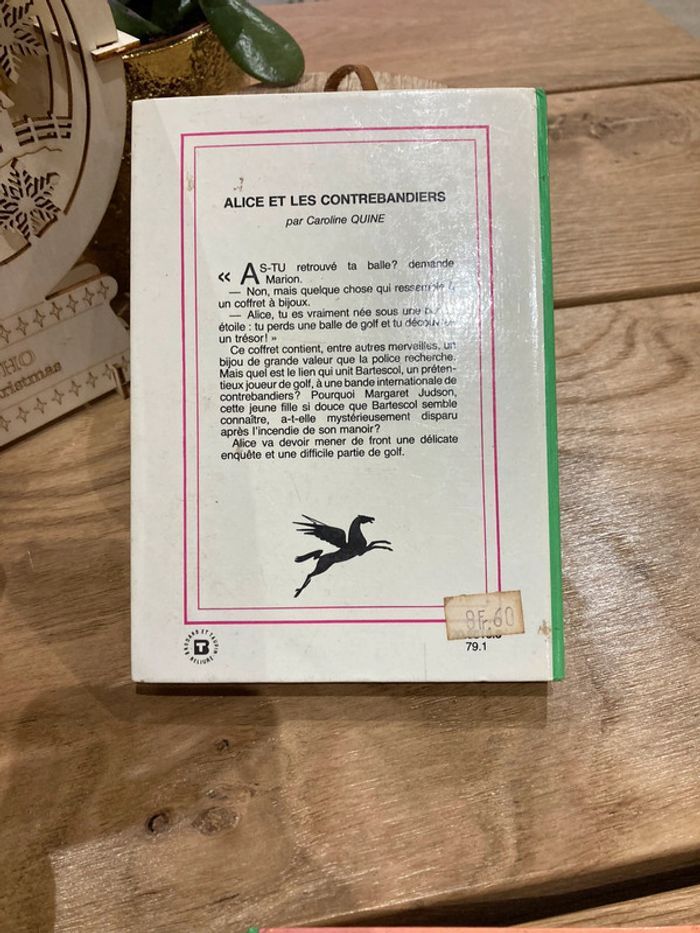 ALICE ET LES CONTREBANDIERS
par Caroline QUINE
« AS-TU retrouvé ta balle? demande
Marion.
— Non, mais quelque chose qui ressemble à
un coffret à bijoux.
— Alice, tu es vraiment née sous une
étoile : tu perds une balle de golf et tu découvres
un trésor! »
Ce coffret contient, entre autres merveilles, un
bijou de grande valeur que la police recherche.
Mais quel est le lien qui unit Bartescol, un préten-
tieux joueur de golf, à une bande internationale de
contrebandiers? Pourquoi Margaret Judson,
cette jeune fille si douce que Bartescol semble
connaître, a-t-elle mystérieusement disparu
après l'incendie de son manoir?
Alice va devoir mener de front une délicate
enquête et une difficile partie de golf.
8F.60
79.1
BRODARD ET TAUPIN
T
RELIURE
HO
christmas